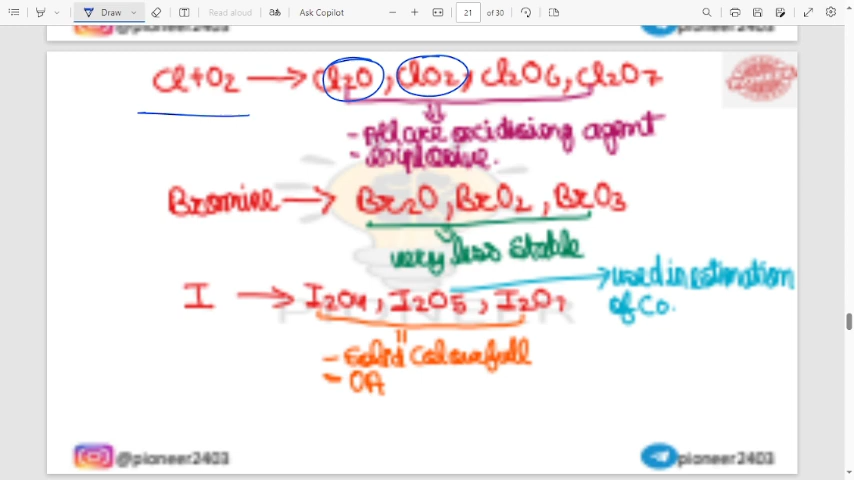 Draw
Read aloud
Ask Copilot
21
of 30
Cl+O2 → Cl2O, ClO2, Cl2O6, Cl2O7
- All are oxidising agent
- Explosive.
Bromine → Br2O, BrO2, BrO3
very less stable
used in estimation
of Co.
I → I2O4, I2O5, I2O7
PIONEER
- Solid Colourfull
- OA
@pioneer2403
pioneer2403